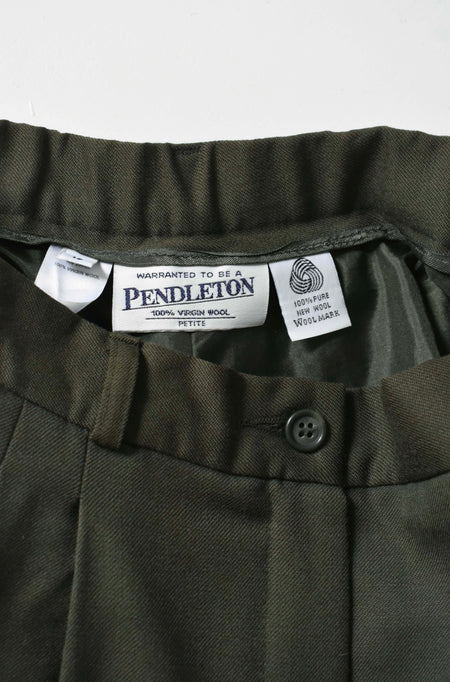 WARRANTED TO BE A
PENDLETON
100% VIRGIN WOOL
PETITE
100% PURE
NEW WOOL
WOOLMARK